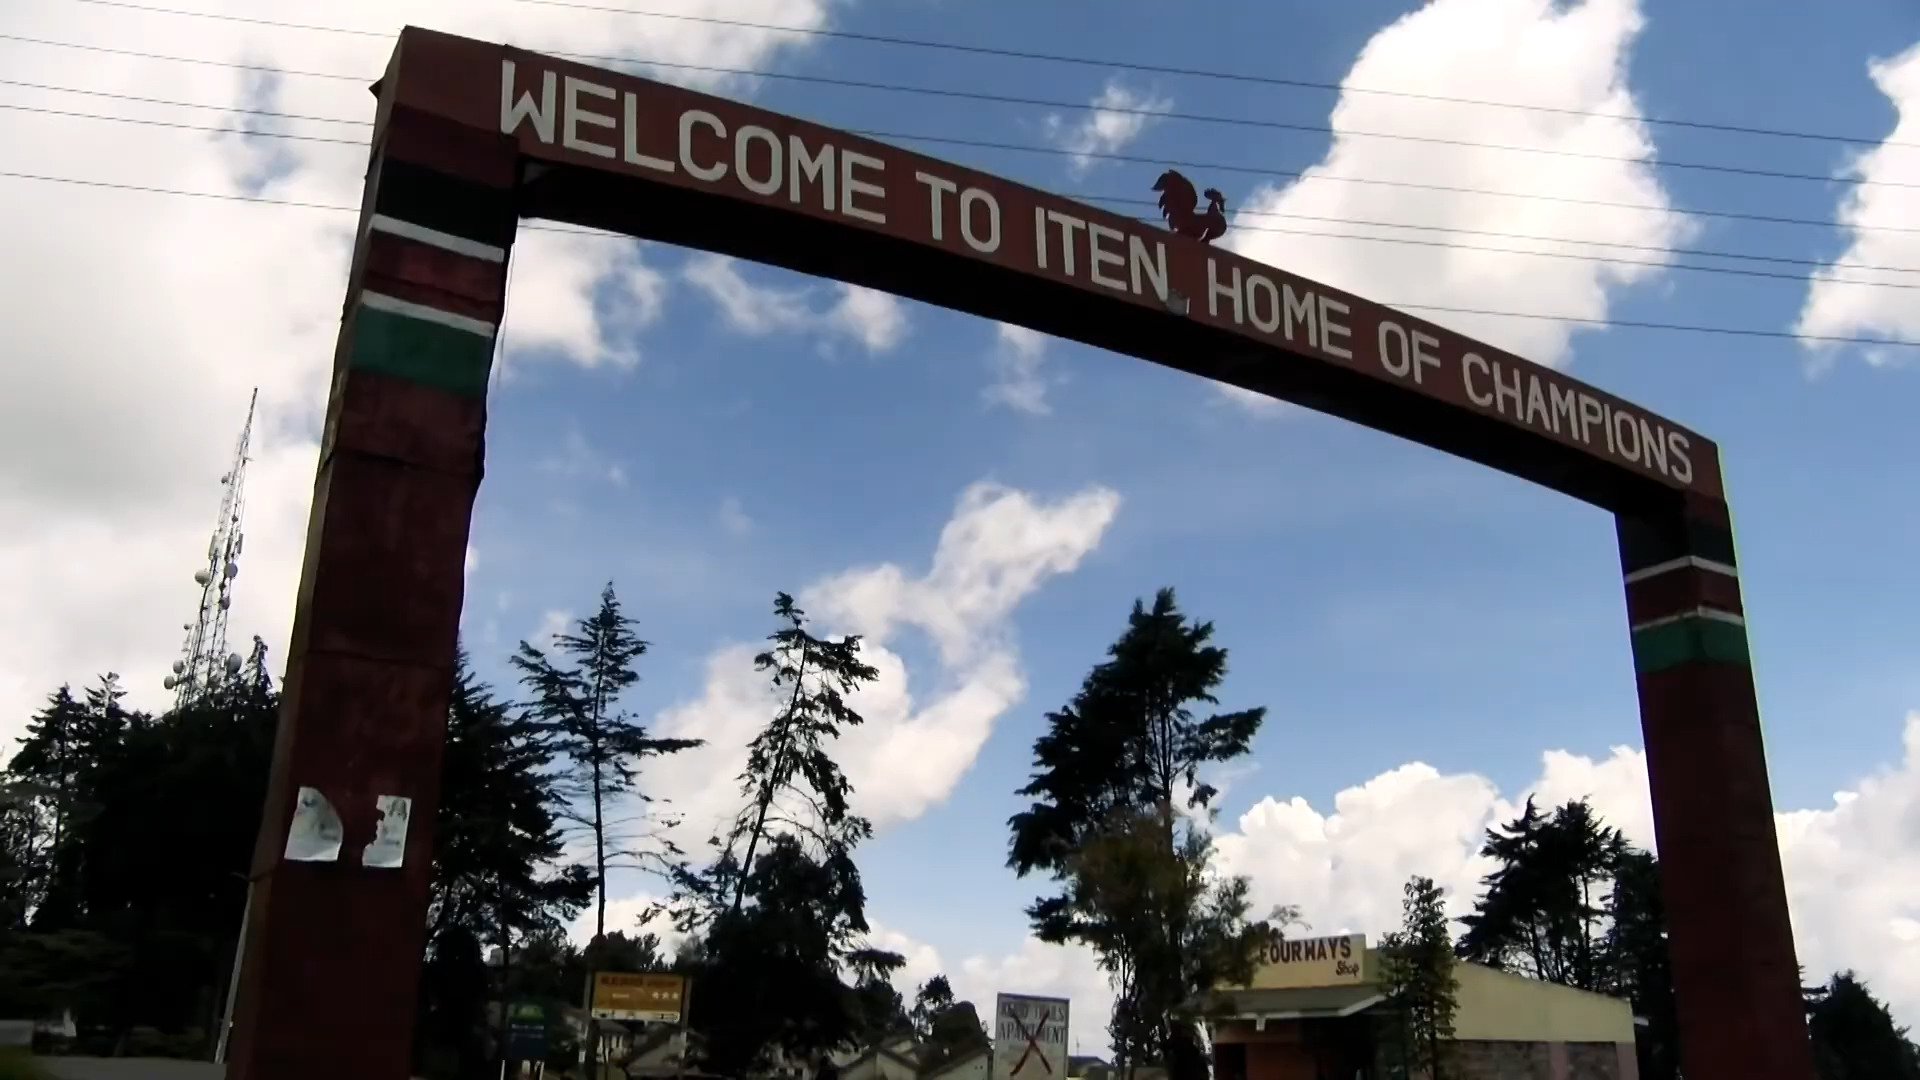 WELCOME TO ITEN, HOME OF CHAMPIONS
FOURWAYS
Shop
APARTMENT